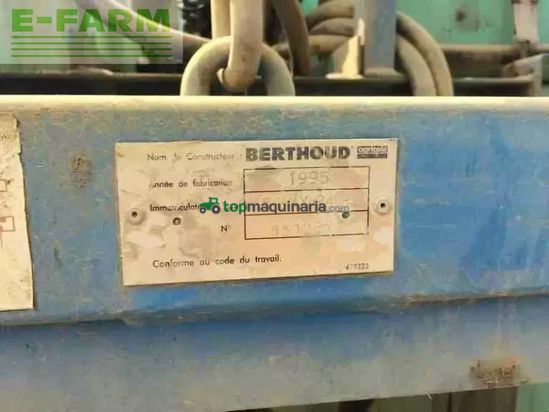 E-FARM
Nom du Constructeur : BERTHOUD agricole
Année de fabrication 1995
Immatriculation
topmaquinaria.com
N°
Conforme au code du travail.